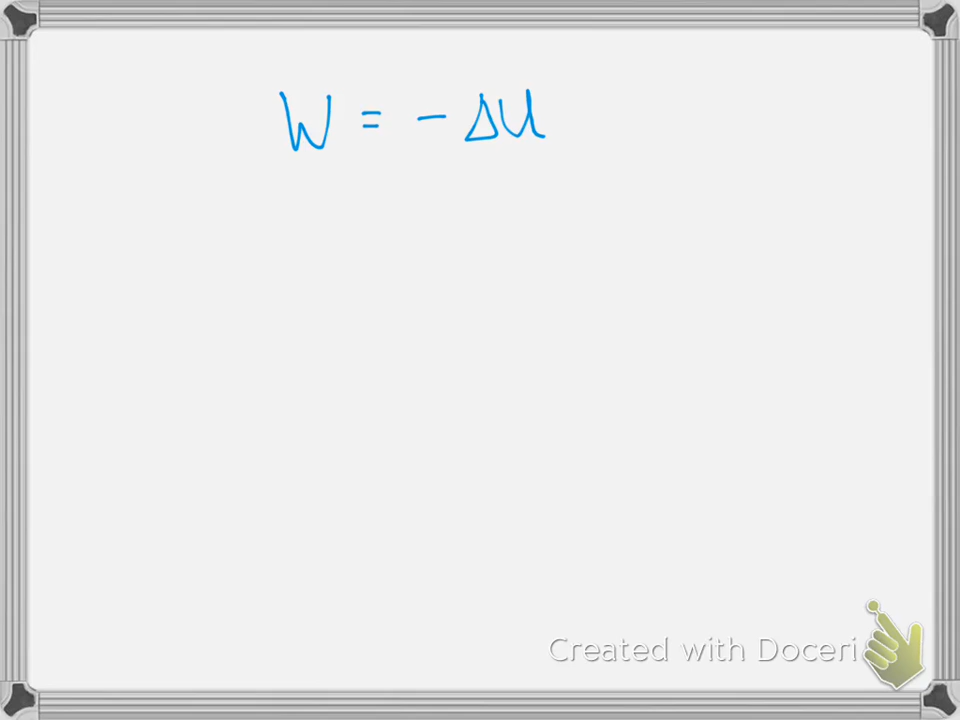 W = - ΔU
Created with Doceri